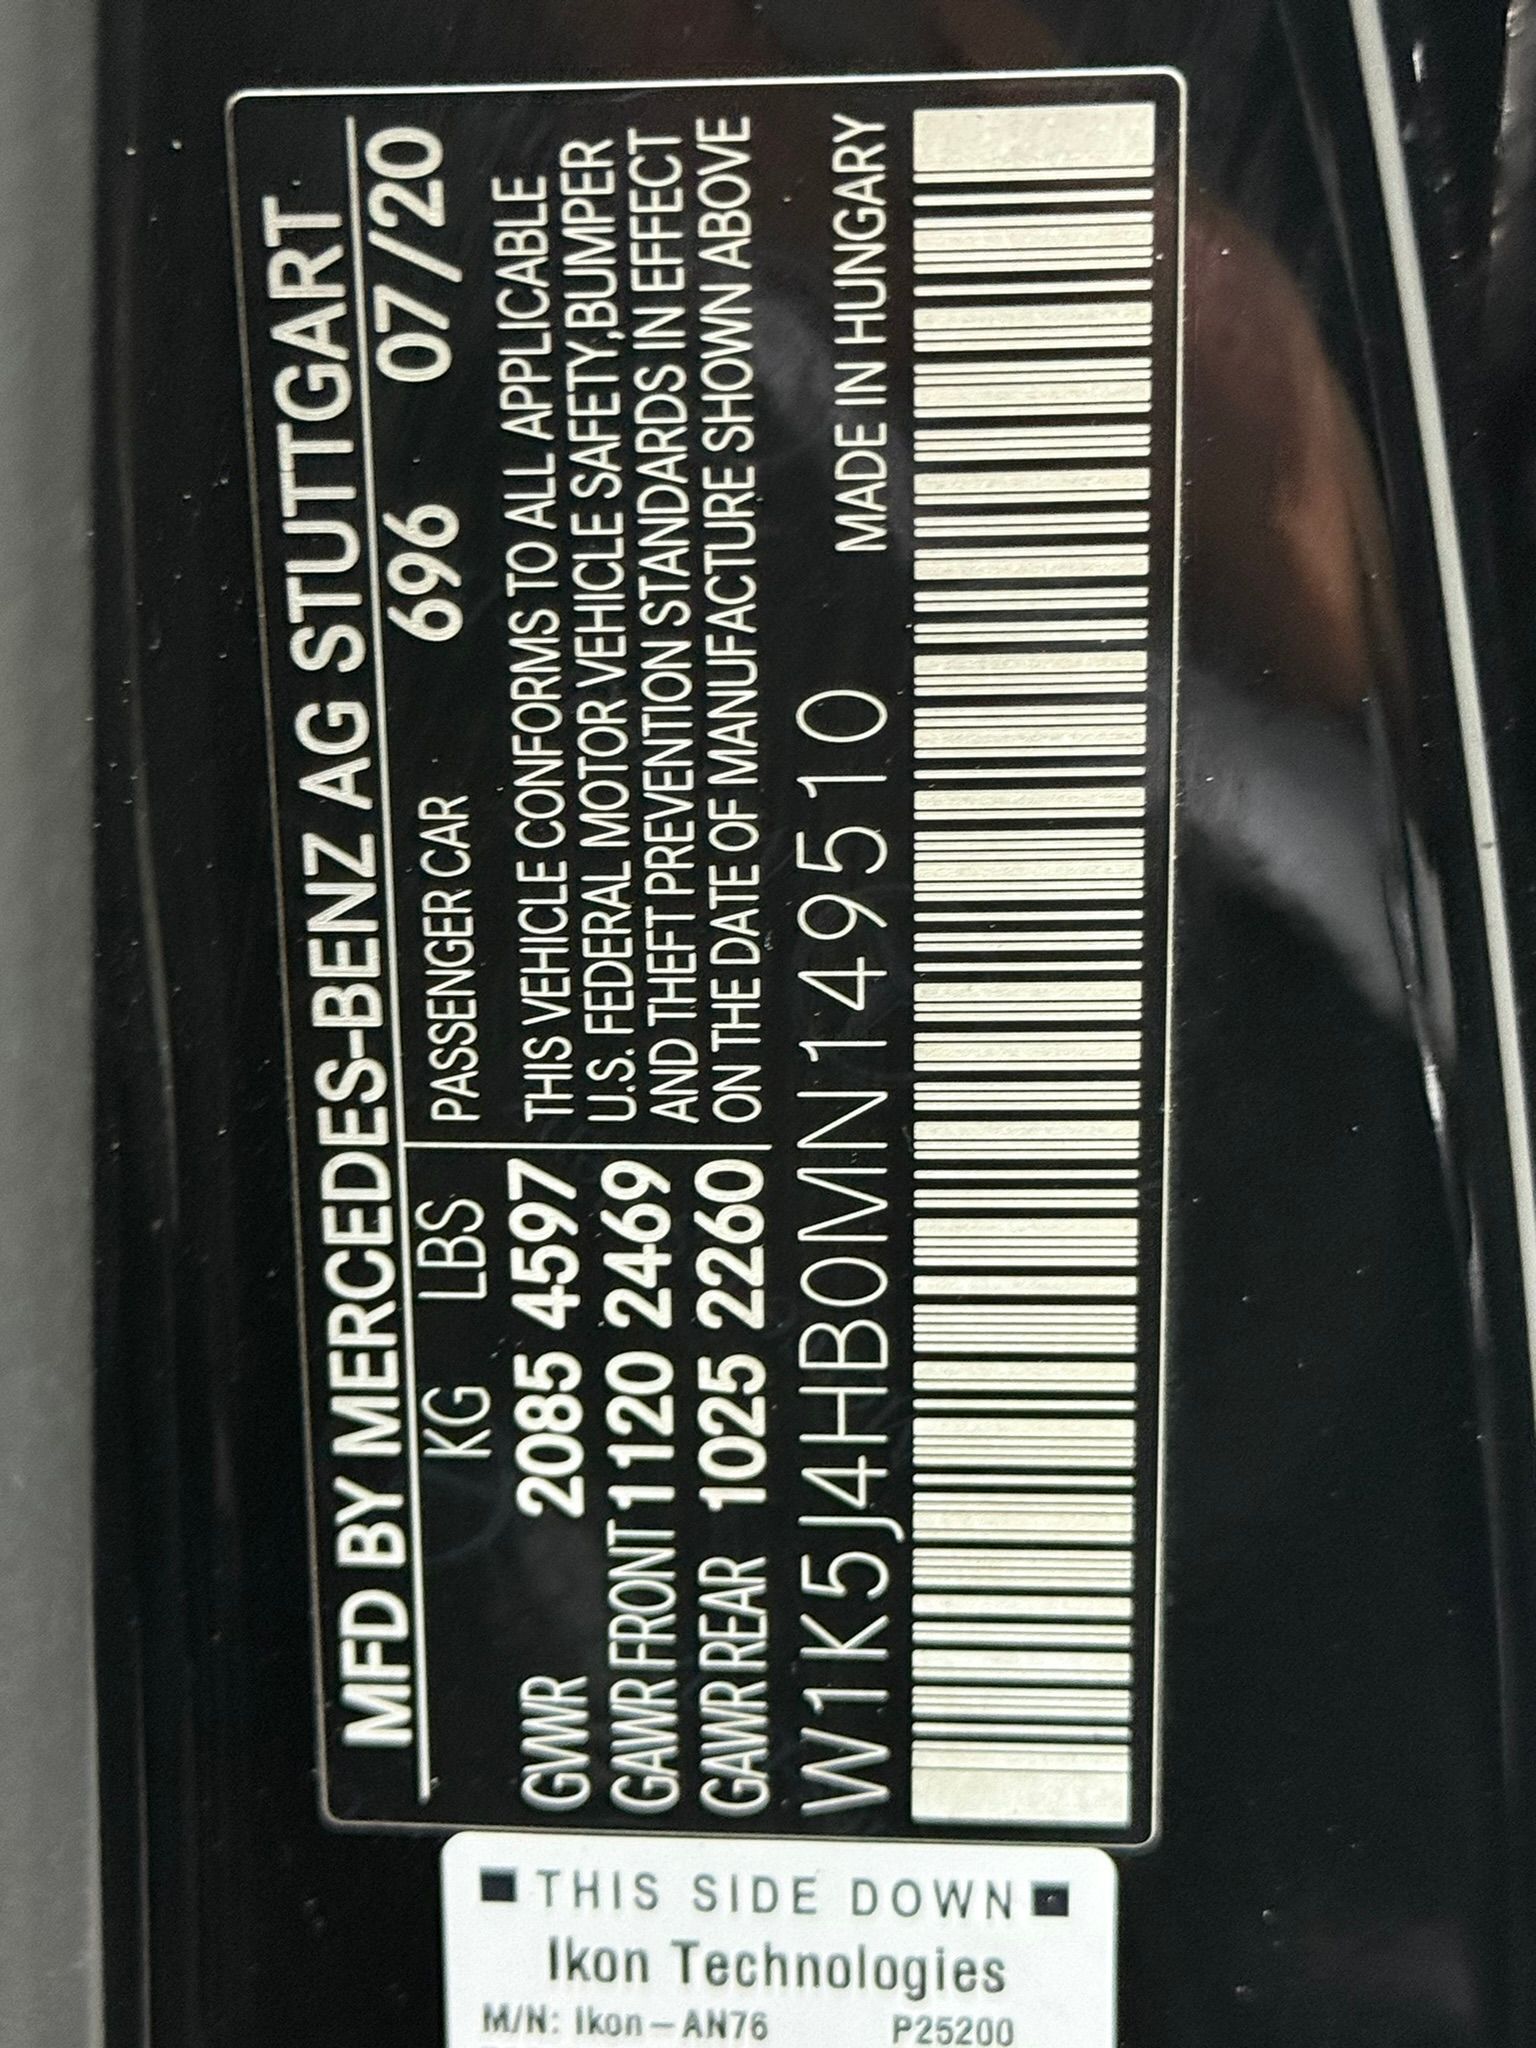 MFD BY MERCEDES-BENZ AG STUTTGART
KG LBS PASSENGER CAR 696 07/20
GVWR 2085 4597
GAWR FRONT 1120 2469
GAWR REAR 1025 2260
THIS VEHICLE CONFORMS TO ALL APPLICABLE
U.S. FEDERAL MOTOR VEHICLE SAFETY,BUMPER
AND THEFT PREVENTION STANDARDS IN EFFECT
ON THE DATE OF MANUFACTURE SHOWN ABOVE
W1K5J4HB0MN149510 MADE IN HUNGARY
■ THIS SIDE DOWN ■
Ikon Technologies
M/N: Ikon-AN76 P25200